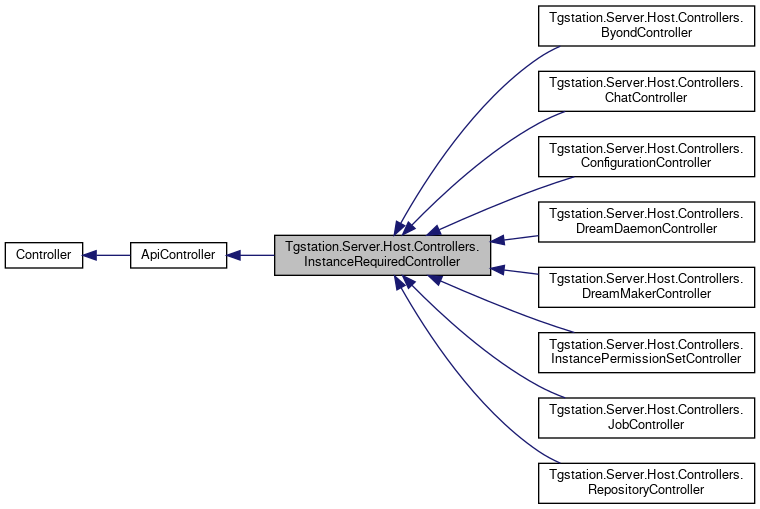 Controller
ApiController
Tgstation.Server.Host.Controllers.
InstanceRequiredController
Tgstation.Server.Host.Controllers.
ByondController
Tgstation.Server.Host.Controllers.
ChatController
Tgstation.Server.Host.Controllers.
ConfigurationController
Tgstation.Server.Host.Controllers.
DreamDaemonController
Tgstation.Server.Host.Controllers.
DreamMakerController
Tgstation.Server.Host.Controllers.
InstancePermissionSetController
Tgstation.Server.Host.Controllers.
JobController
Tgstation.Server.Host.Controllers.
RepositoryController